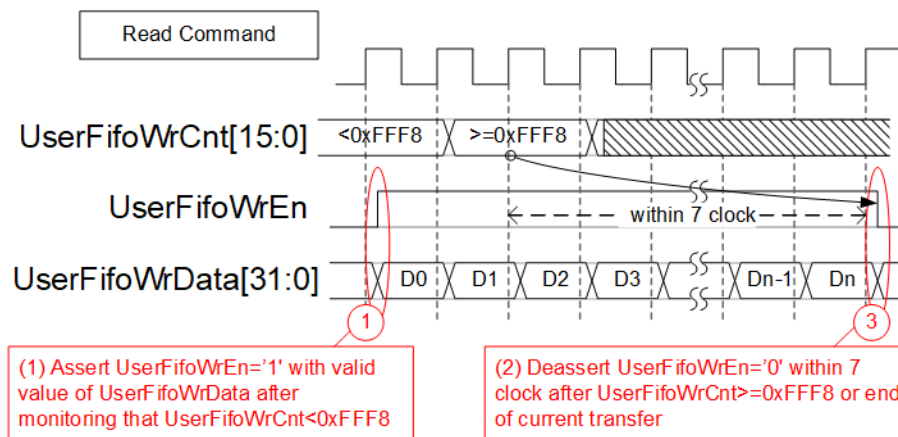 Read Command
UserFifoWrCnt[15:0]
<0xFFF8
>=0xFFF8
UserFifoWrEn
within 7 clock
UserFifoWrData[31:0]
D0
D1
D2
D3
Dn-1
Dn
1
3
(1) Assert UserFifoWrEn='1' with valid
value of UserFifoWrData after
monitoring that UserFifoWrCnt<0xFFF8
(2) Deassert UserFifoWrEn='0' within 7
clock after UserFifoWrCnt>=0xFFF8 or end
of current transfer